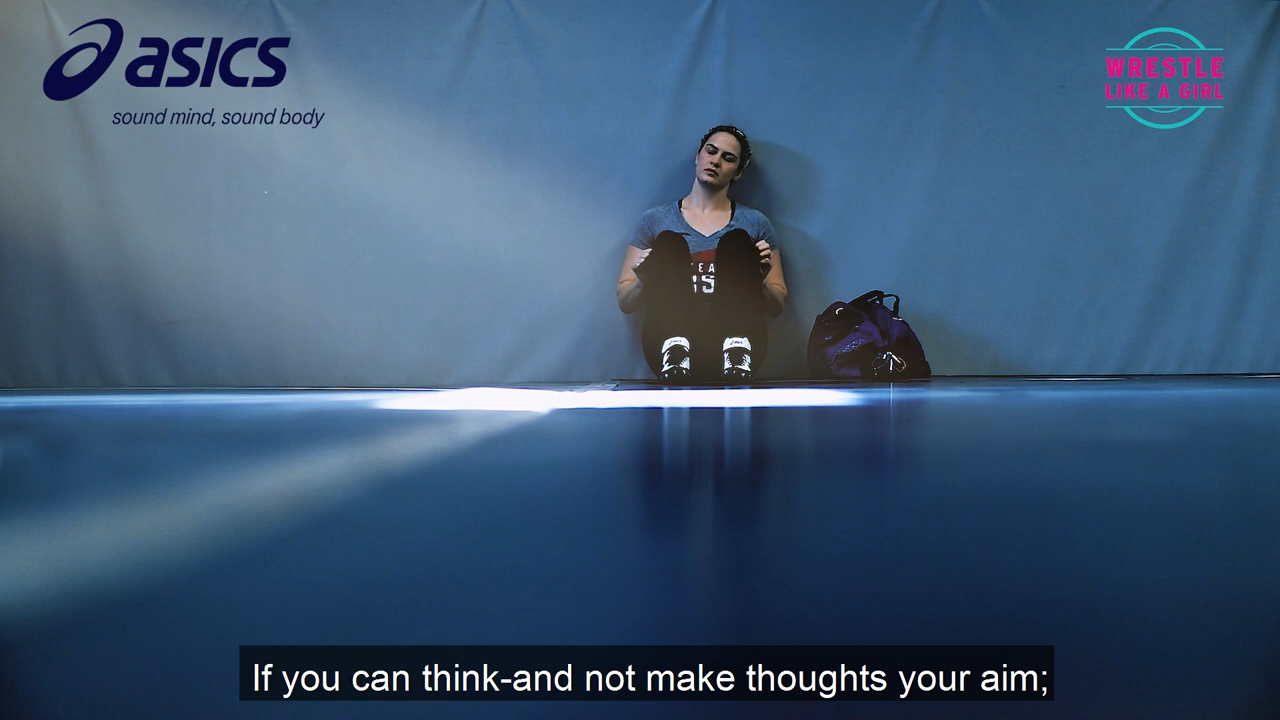 asics
sound mind, sound body
WRESTLE
LIKE A GIRL
If you can think-and not make thoughts your aim;